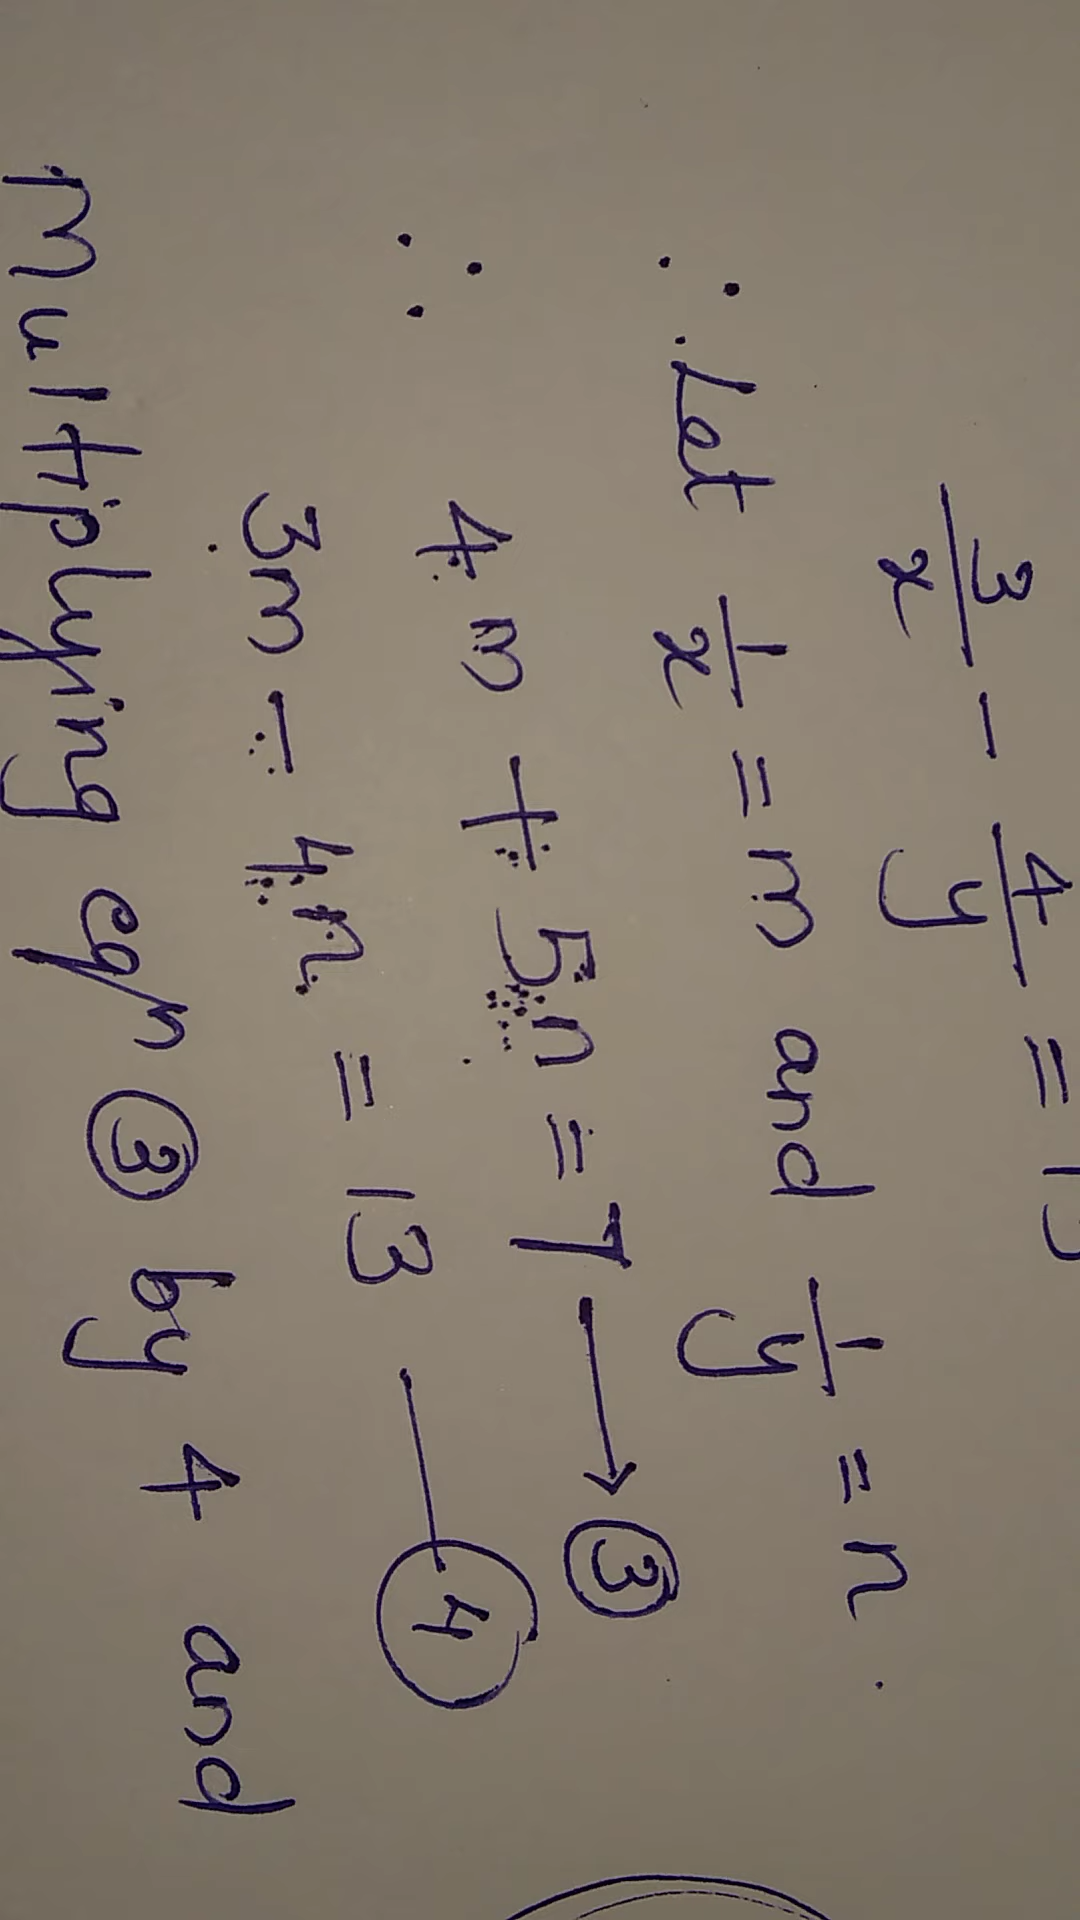 3/x - 4/y = 13
∴ Let 1/x = m and 1/y = n.
∴ 4m + 5n = 7 → ③
3m - 4n = 13 — ④
Multiplying eqn ③ by 4 and